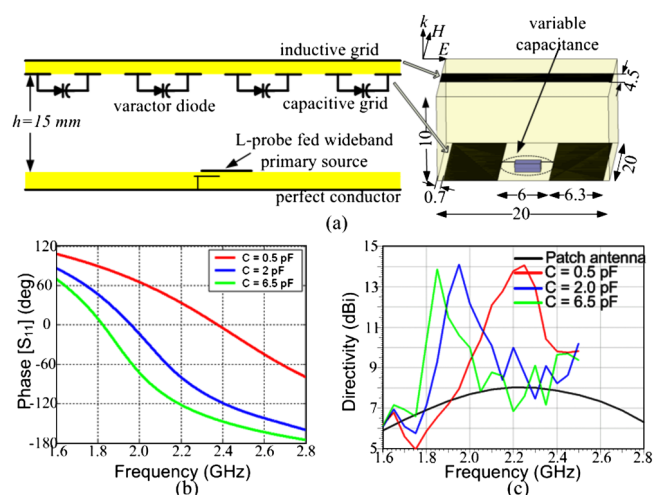 inductive grid
varactor diode
capacitive grid
h=15 mm
L-probe fed wideband
primary source
perfect conductor
k
H
E
variable
capacitance
4.5
10
20
0.7
6
6.3
20
(a)
120
60
0
-60
-120
-180
Phase [S11] (deg)
C = 0.5 pF
C = 2 pF
C = 6.5 pF
1.6 1.8 2.0 2.2 2.4 2.6 2.8
Frequency (GHz)
(b)
15
13
11
9
7
5
Directivity (dBi)
Patch antenna
C = 0.5 pF
C = 2.0 pF
C = 6.5 pF
1.6 1.8 2.0 2.2 2.4 2.6 2.8
Frequency (GHz)
(c)